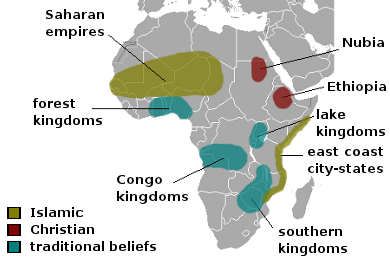 Saharan
empires
Nubia
Ethiopia
forest
kingdoms
lake
kingdoms
east coast
city-states
Congo
kingdoms
southern
kingdoms
Islamic
Christian
traditional beliefs